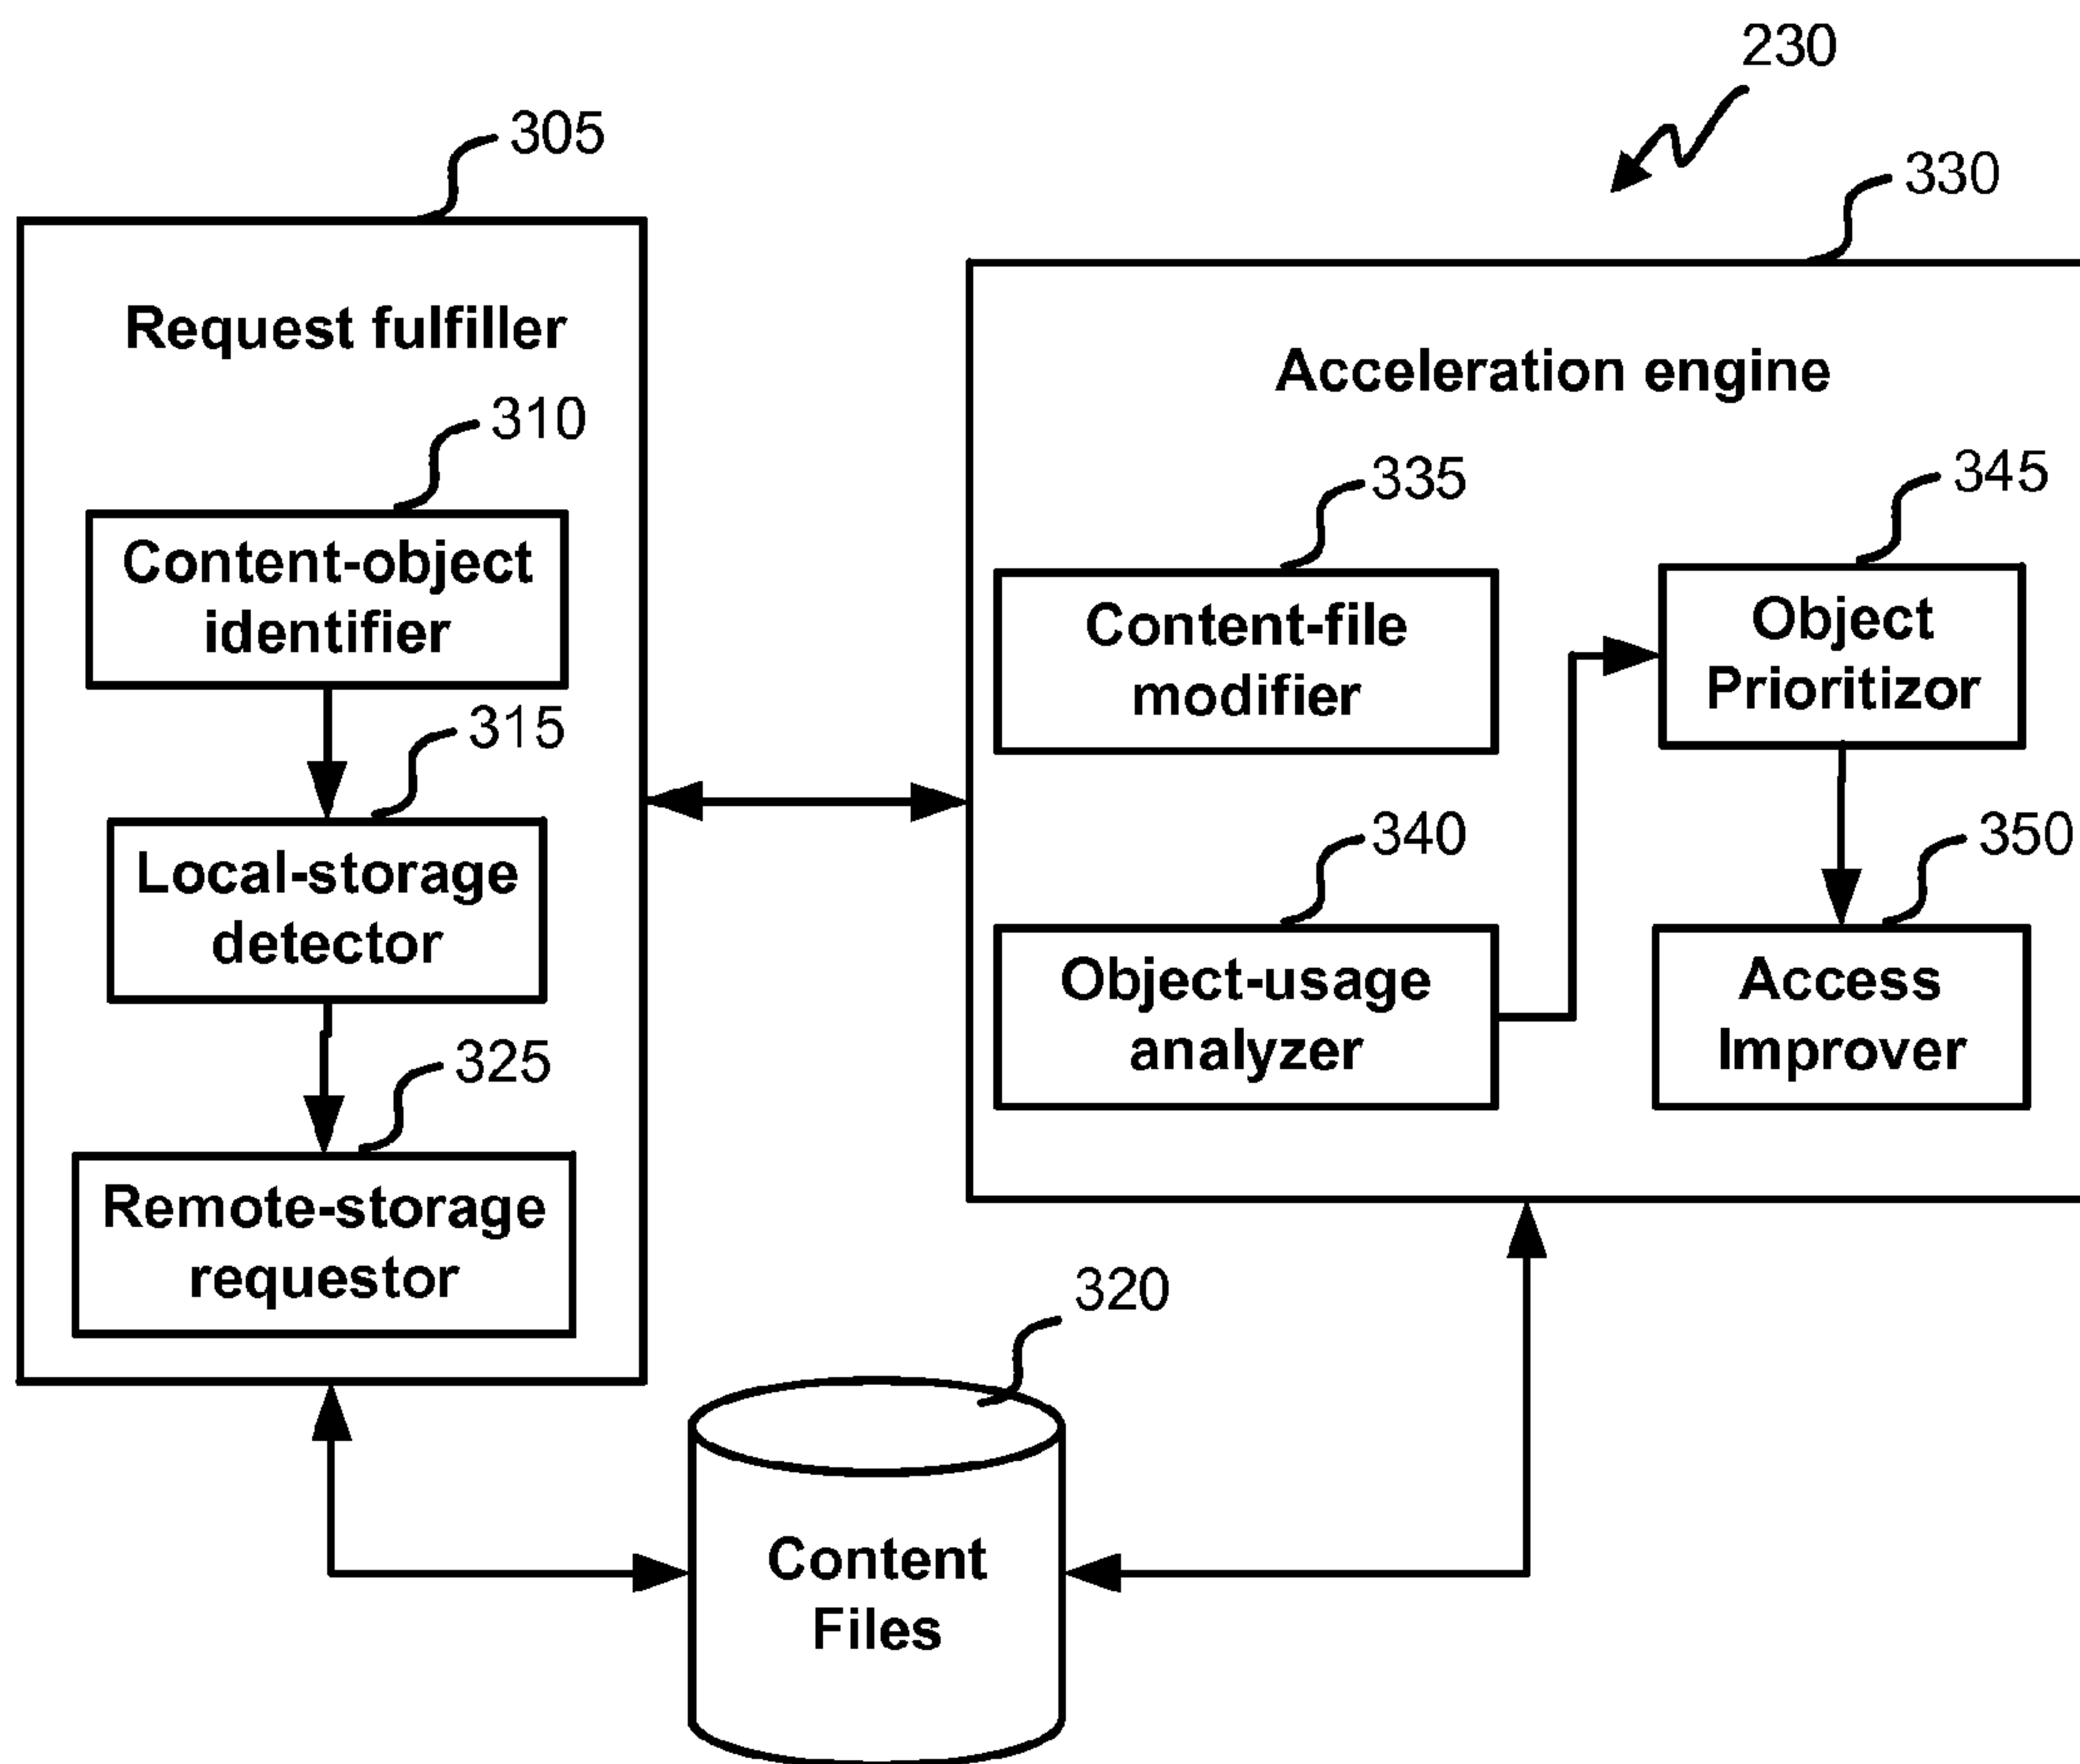 230
305
330
Request fulfiller
Acceleration engine
310
Content-object
identifier
335
Content-file
modifier
345
Object
Prioritizor
315
Local-storage
detector
340
Object-usage
analyzer
350
Access
Improver
325
Remote-storage
requestor
320
Content
Files